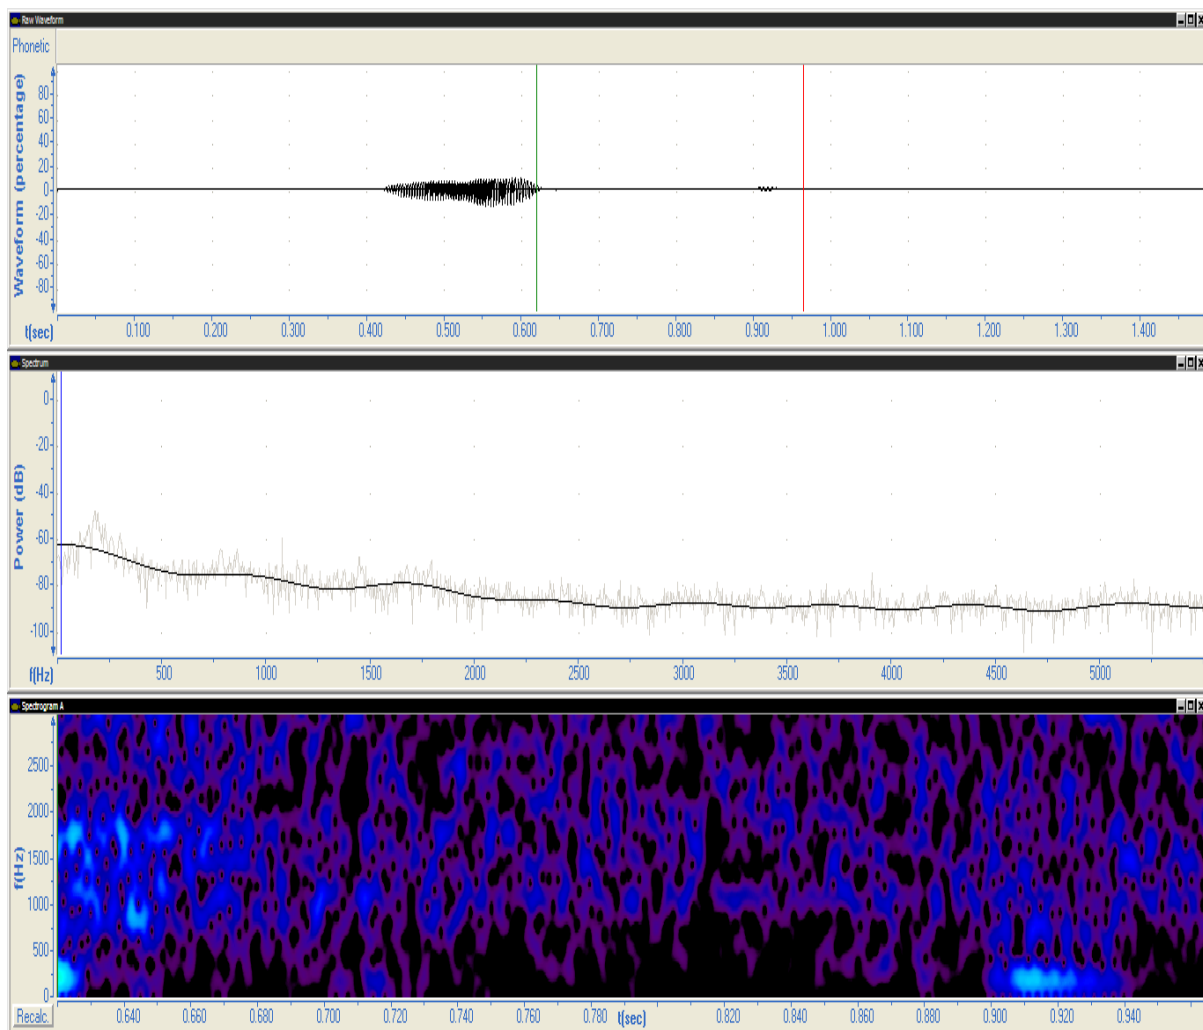 Raw Waveform
Phonetic
Waveform (percentage)
80
60
40
20
0
-20
-40
-60
-80
t(sec)
0.100 0.200 0.300 0.400 0.500 0.600 0.700 0.800 0.900 1.000 1.100 1.200 1.300 1.400
Spectrum
Power (dB)
0
-20
-40
-60
-80
-100
f(Hz)
500 1000 1500 2000 2500 3000 3500 4000 4500 5000
Spectrogram A
f(Hz)
2500
2000
1500
1000
500
0
Recalc.
0.640 0.660 0.680 0.700 0.720 0.740 0.760 0.780 t(sec) 0.820 0.840 0.860 0.880 0.900 0.920 0.940